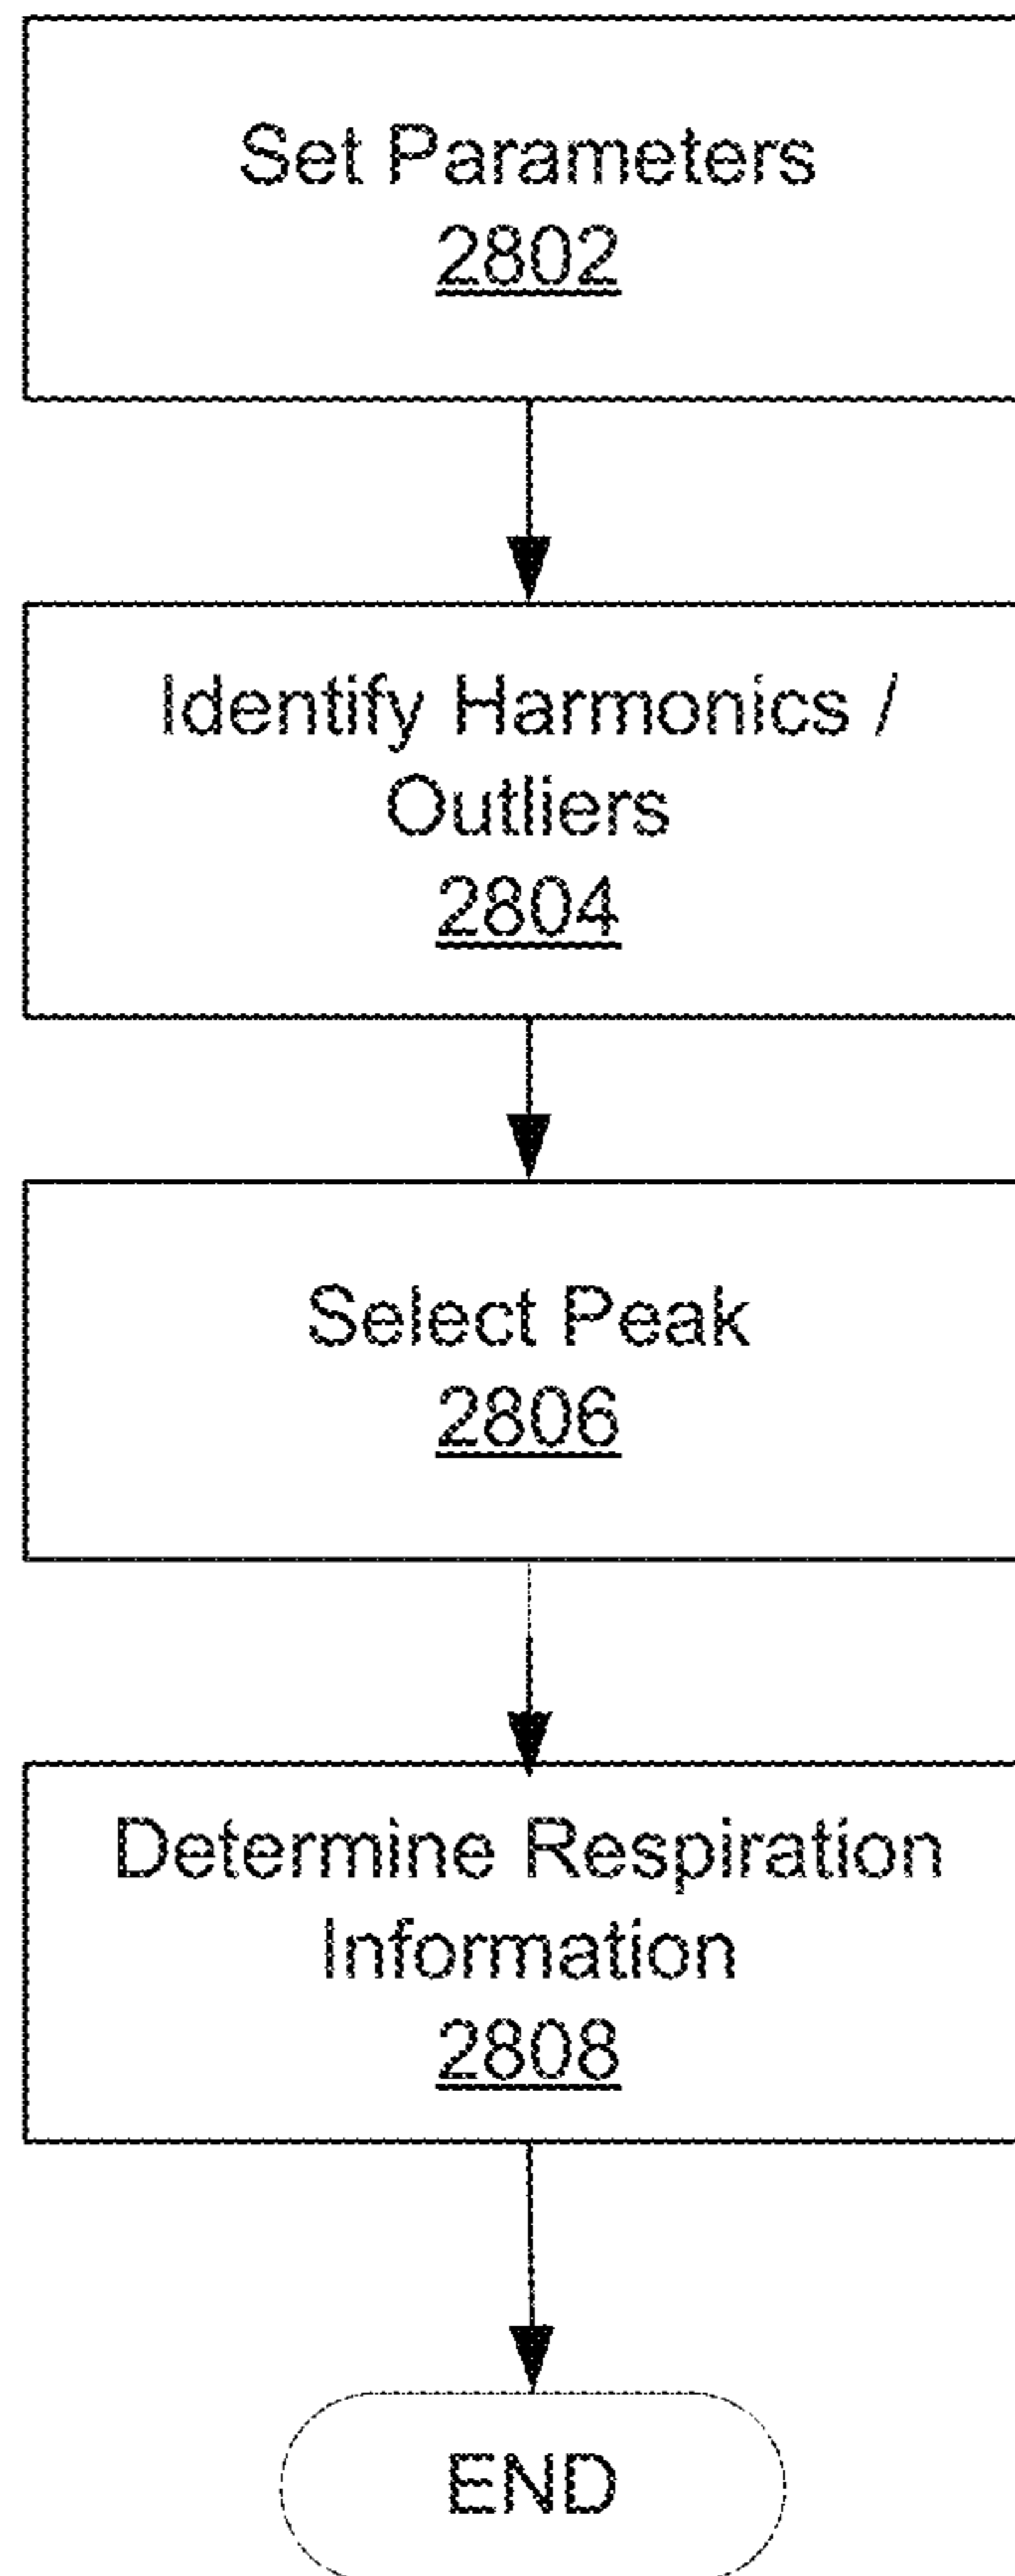 Set Parameters
2802
Identify Harmonics /
Outliers
2804
Select Peak
2806
Determine Respiration
Information
2808
END